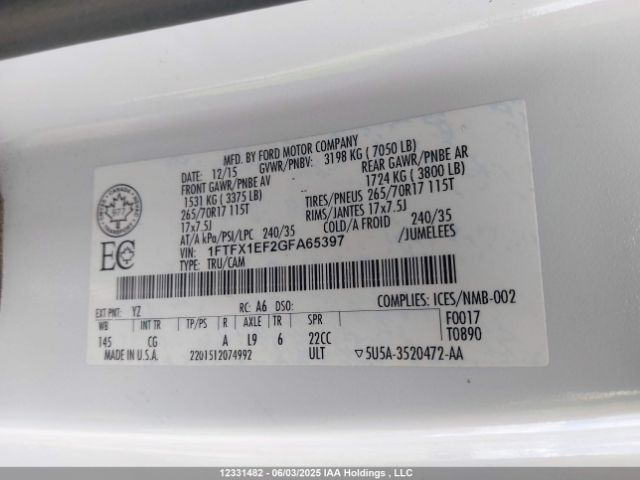 MFD. BY FORD MOTOR COMPANY
DATE: 12/15 GVWR/PNBV: 3198 KG ( 7050 LB)
FRONT GAWR/PNBE AV REAR GAWR/PNBE AR
1531 KG ( 3375 LB) 1724 KG ( 3800 LB)
265/70R17 115T TIRES/PNEUS 265/70R17 115T
17x7.5J RIMS/JANTES 17x7.5J
AT/A kPa/PSI/LPC 240/35 COLD/A FROID 240/35
VIN: 1FTFX1EF2GFA65397 /JUMELEES
TYPE: TRU/CAM
EC
EXT PNT: YZ RC: A6 DSO: COMPLIES: ICES/NMB-002
WB INT TR TP/PS R AXLE TR SPR F0017
145 CG A L9 6 22CC T0890
MADE IN U.S.A. 2201512074992 ULT ▽5U5A-3520472-AA
12331482 - 06/03/2025 IAA Holdings , LLC